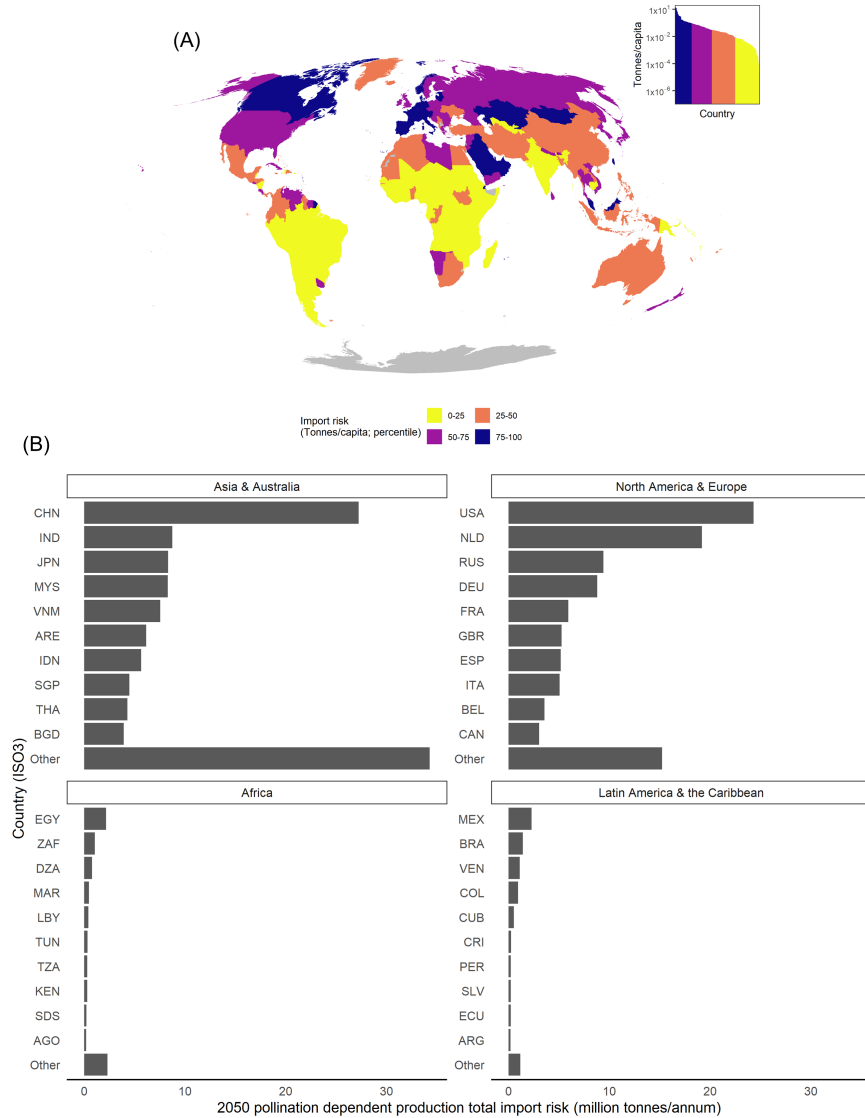 (A)
Tonnes/capita
1x10¹
1x10⁻²
1x10⁻⁶
Country
Import risk
(Tonnes/capita; percentile)
0-25
25-50
50-75
75-100
(B)
Country (ISO3)
Asia & Australia
CHN
IND
JPN
MYS
VNM
ARE
IDN
SGP
THA
BGD
Other
North America & Europe
USA
NLD
RUS
DEU
FRA
GBR
ESP
ITA
BEL
CAN
Other
Africa
EGY
ZAF
DZA
MAR
LBY
TUN
TZA
KEN
SDS
AGO
Other
0 10 20 30
Latin America & the Caribbean
MEX
BRA
VEN
COL
CUB
CRI
PER
SLV
ECU
ARG
Other
0 10 20 30
2050 pollination dependent production total import risk (million tonnes/annum)